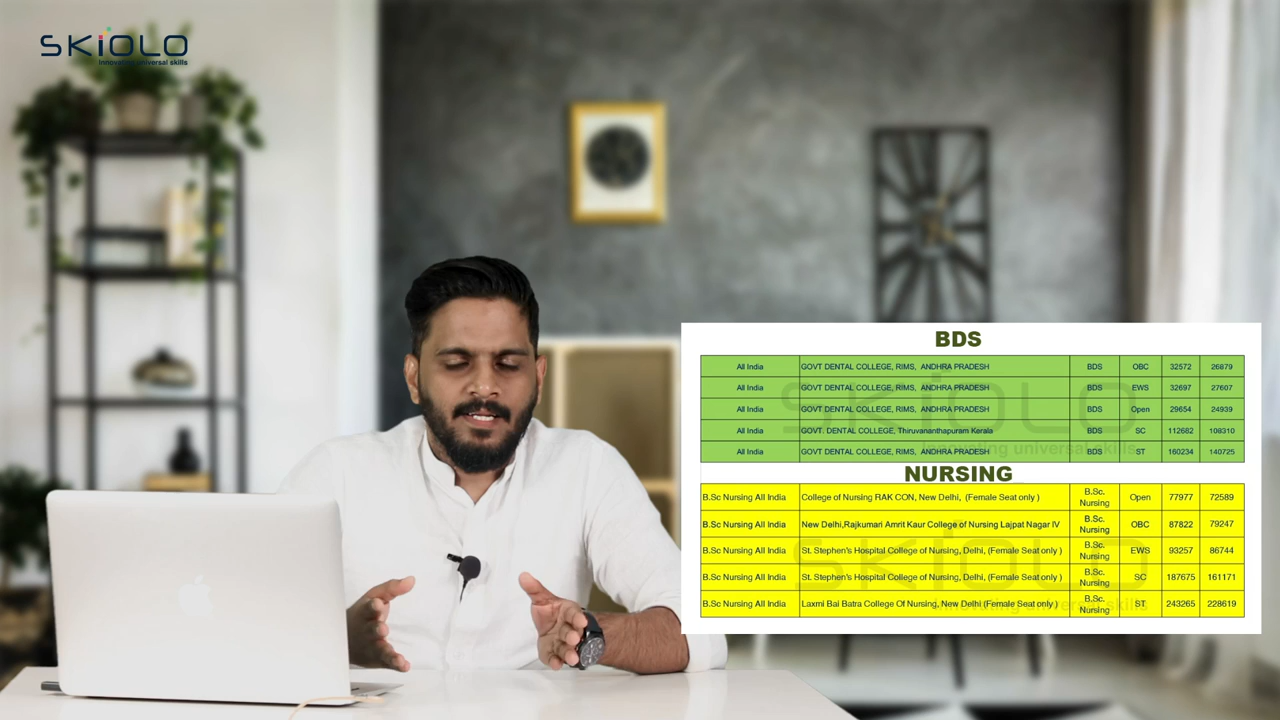 SKiOLO
Innovating universal skills
BDS
All India GOVT DENTAL COLLEGE, RIMS, ANDHRA PRADESH BDS OBC 32572 26879
All India GOVT DENTAL COLLEGE, RIMS, ANDHRA PRADESH BDS EWS 32697 27607
All India GOVT DENTAL COLLEGE, RIMS, ANDHRA PRADESH BDS Open 29654 24939
All India GOVT. DENTAL COLLEGE, Thiruvananthapuram Kerala BDS SC 112682 108310
All India GOVT DENTAL COLLEGE, RIMS, ANDHRA PRADESH BDS ST 160234 140725
NURSING
B.Sc Nursing All India College of Nursing RAK CON, New Delhi, (Female Seat only ) B.Sc. Nursing Open 77977 72589
B.Sc Nursing All India New Delhi,Rajkumari Amrit Kaur College of Nursing Lajpat Nagar IV B.Sc. Nursing OBC 87822 79247
B.Sc Nursing All India St. Stephen's Hospital College of Nursing, Delhi, (Female Seat only ) B.Sc. Nursing EWS 93257 86744
B.Sc Nursing All India St. Stephen's Hospital College of Nursing, Delhi, (Female Seat only ) B.Sc. Nursing SC 187675 161171
B.Sc Nursing All India Laxmi Bai Batra College Of Nursing, New Delhi (Female Seat only ) B.Sc. Nursing ST 243265 228619